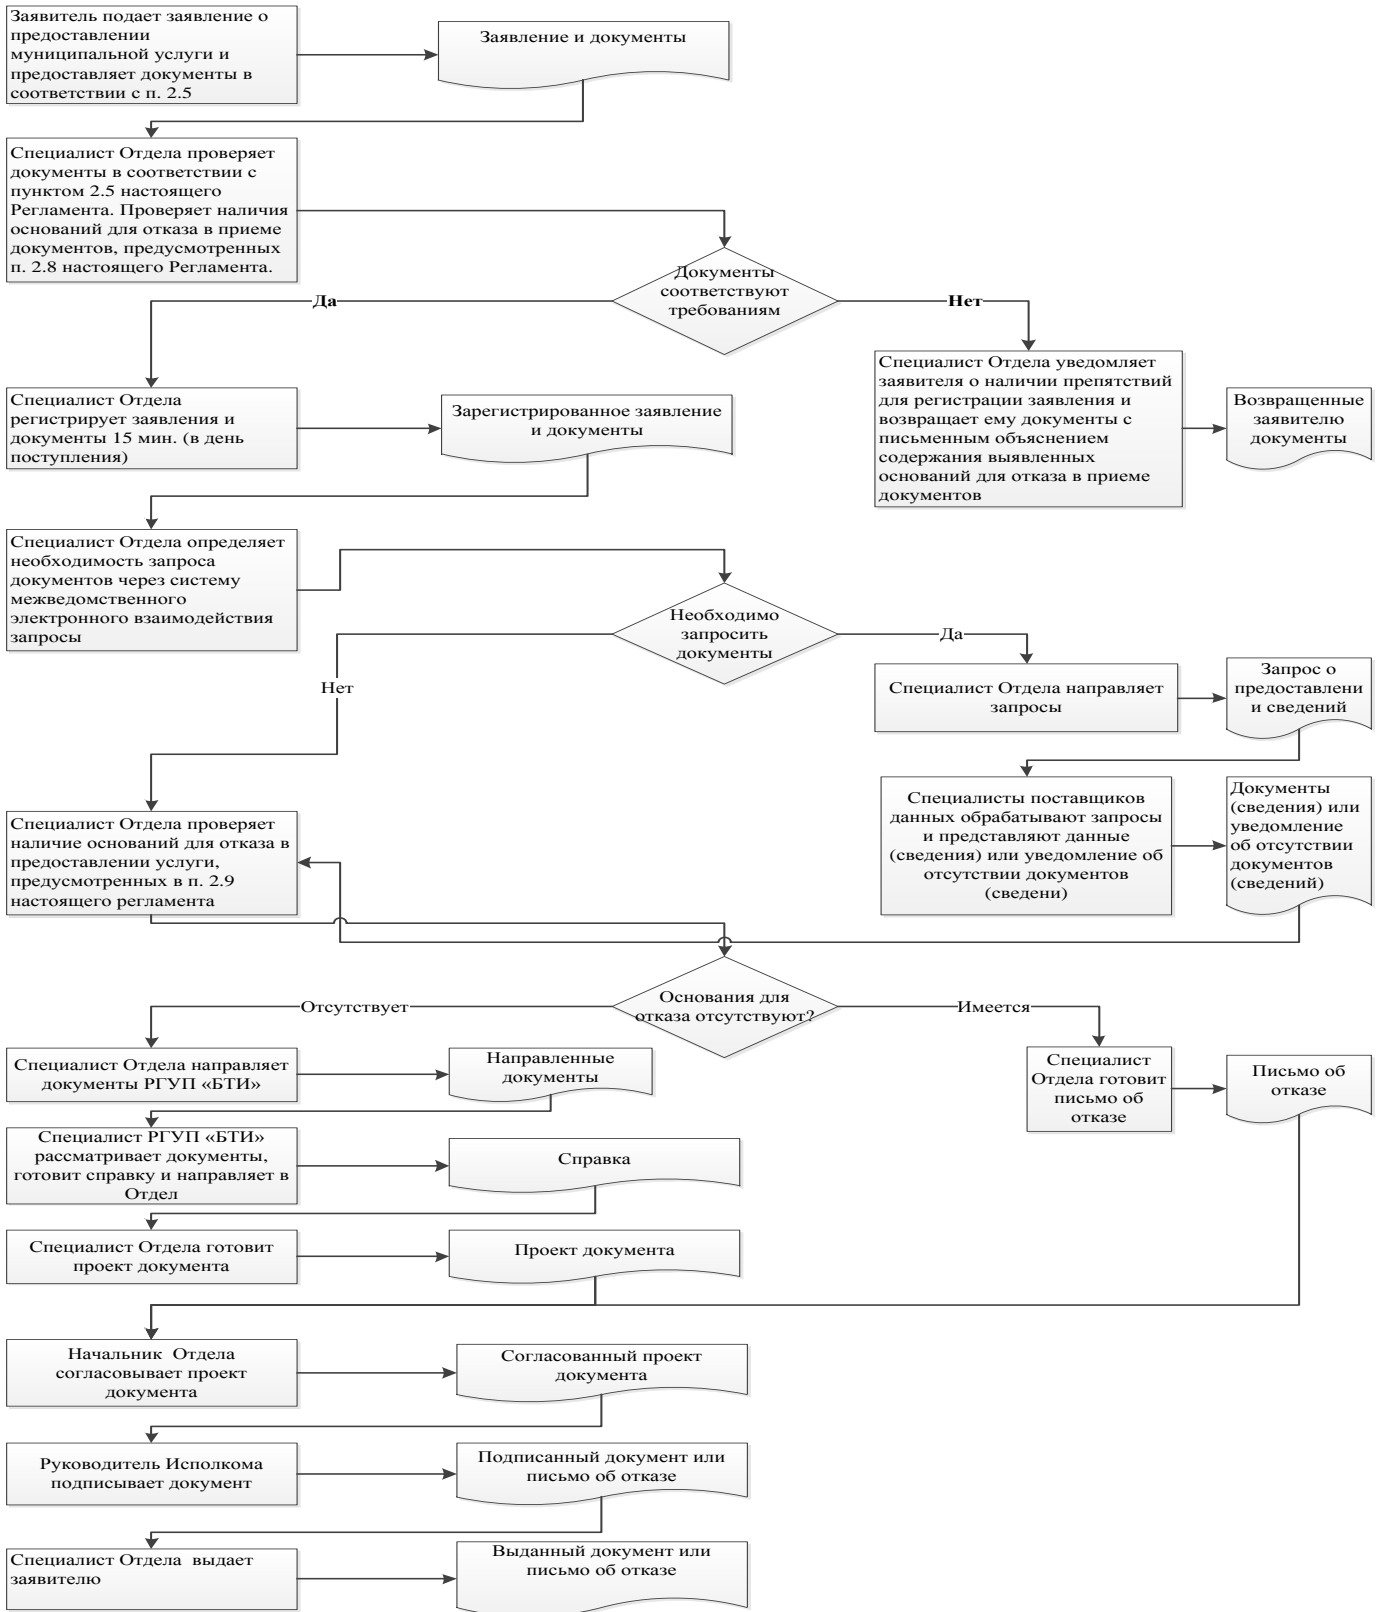 Заявитель подает заявление о
предоставлении
муниципальной услуги и
предоставляет документы в
соответствии с п. 2.5
Заявление и документы
Специалист Отдела проверяет
документы в соответствии с
пунктом 2.5 настоящего
Регламента. Проверяет наличия
оснований для отказа в приеме
документов, предусмотренных
п. 2.8 настоящего Регламента.
Документы
соответствуют
требованиям
Да
Нет
Специалист Отдела
регистрирует заявления и
документы 15 мин. (в день
поступления)
Зарегистрированное заявление
и документы
Специалист Отдела уведомляет
заявителя о наличии препятствий
для регистрации заявления и
возвращает ему документы с
письменным объяснением
содержания выявленных
оснований для отказа в приеме
документов
Возвращенные
заявителю
документы
Специалист Отдела определяет
необходимость запроса
документов через систему
межведомственного
электронного взаимодействия
запросы
Необходимо
запросить
документы
Да
Нет
Специалист Отдела направляет
запросы
Запрос о
предоставлени
и сведений
Специалисты поставщиков
данных обрабатывают запросы
и представляют данные
(сведения) или уведомление об
отсутствии документов
(сведени)
Документы
(сведения) или
уведомление
об отсутствии
документов
(сведений)
Специалист Отдела проверяет
наличие оснований для отказа в
предоставлении услуги,
предусмотренных в п. 2.9
настоящего регламента
Основания для
отказа отсутствуют?
Отсутствует
Имеется
Специалист Отдела направляет
документы РГУП «БТИ»
Направленные
документы
Специалист
Отдела готовит
письмо об
отказе
Письмо об
отказе
Специалист РГУП «БТИ»
рассматривает документы,
готовит справку и направляет в
Отдел
Справка
Специалист Отдела готовит
проект документа
Проект документа
Начальник  Отдела
согласовывает проект
документа
Согласованный проект
документа
Руководитель Исполкома
подписывает документ
Подписанный документ или
письмо об отказе
Специалист Отдела  выдает
заявителю
Выданный документ или
письмо об отказе